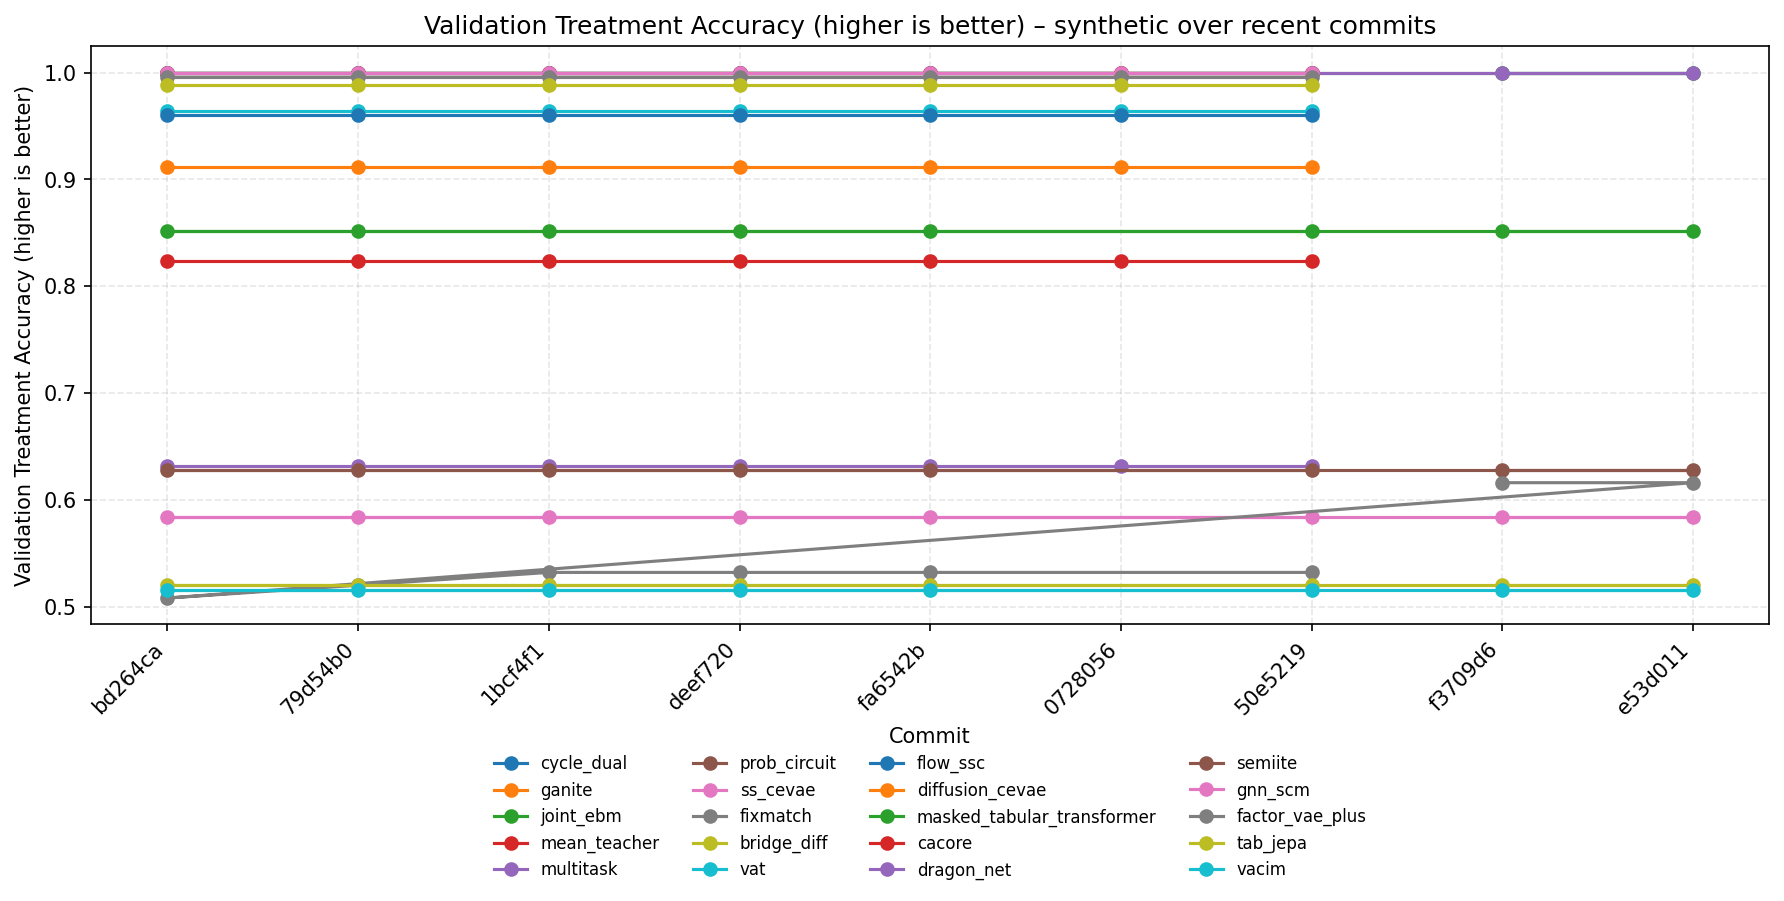 Validation Treatment Accuracy (higher is better) – synthetic over recent commits
Validation Treatment Accuracy (higher is better)
1.0
0.9
0.8
0.7
0.6
0.5
bd264ca
79d54b0
1bcf4f1
deef720
fa6542b
0728056
50e5219
f3709d6
e53d011
Commit
cycle_dual
ganite
joint_ebm
mean_teacher
multitask
prob_circuit
ss_cevae
fixmatch
bridge_diff
vat
flow_ssc
diffusion_cevae
masked_tabular_transformer
cacore
dragon_net
semiite
gnn_scm
factor_vae_plus
tab_jepa
vacim